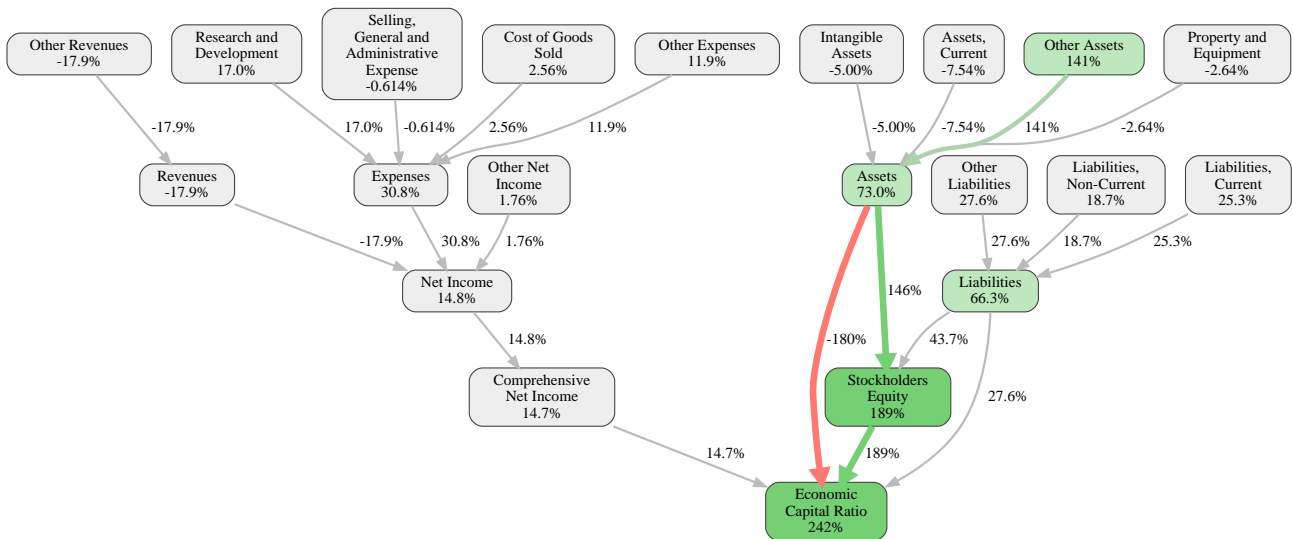 Other Revenues
-17.9%
Research and
Development
17.0%
Selling,
General and
Administrative
Expense
-0.614%
Cost of Goods
Sold
2.56%
Other Expenses
11.9%
Intangible
Assets
-5.00%
Assets,
Current
-7.54%
Other Assets
141%
Property and
Equipment
-2.64%
-17.9%
17.0%
-0.614%
2.56%
11.9%
-5.00%
-7.54%
141%
-2.64%
Revenues
-17.9%
Expenses
30.8%
Other Net
Income
1.76%
Assets
73.0%
Other
Liabilities
27.6%
Liabilities,
Non-Current
18.7%
Liabilities,
Current
25.3%
-17.9%
30.8%
1.76%
27.6%
18.7%
25.3%
Net Income
14.8%
146%
Liabilities
66.3%
14.8%
-180%
43.7%
Comprehensive
Net Income
14.7%
Stockholders
Equity
189%
27.6%
14.7%
189%
Economic
Capital Ratio
242%